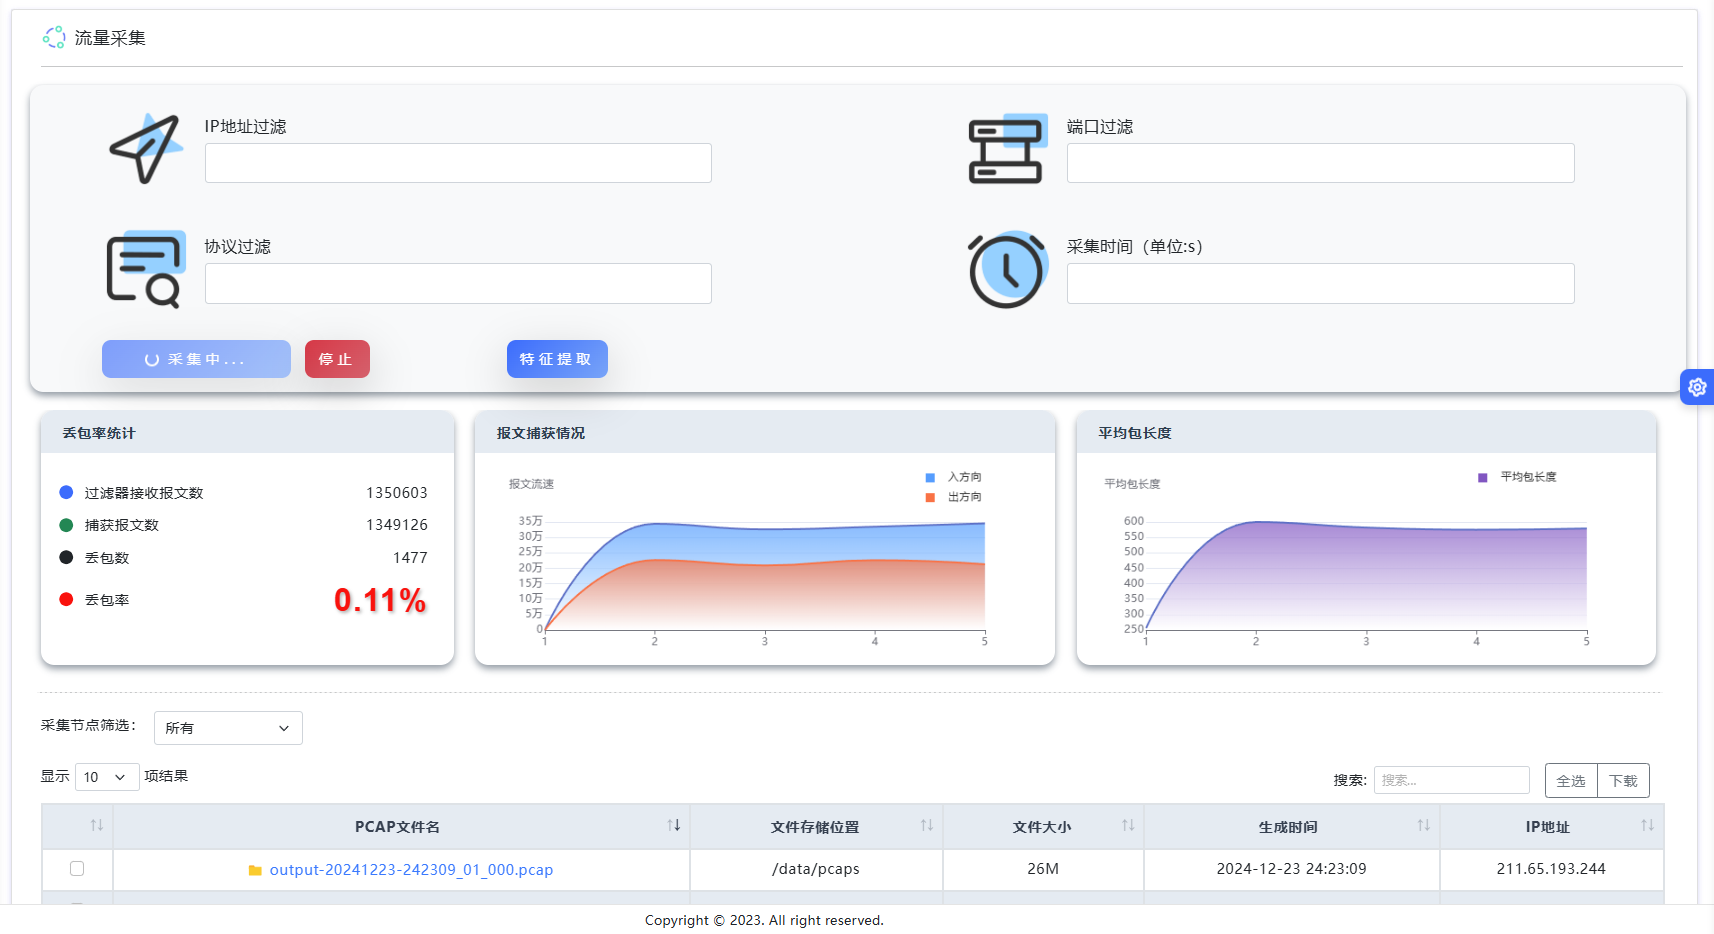 流量采集
IP地址过滤
端口过滤
协议过滤
采集时间（单位:s）
采集中...
停止
特征提取
丢包率统计
过滤器接收报文数 1350603
捕获报文数 1349126
丢包数 1477
丢包率 0.11%
报文捕获情况
报文流速
入方向
出方向
35万
30万
25万
20万
15万
10万
5万
0
1 2 3 4 5
平均包长度
平均包长度
平均包长度
600
550
500
450
400
350
300
250
1 2 3 4 5
采集节点筛选： 所有
显示 10 项结果
搜索: 搜索... 全选 下载
PCAP文件名 文件存储位置 文件大小 生成时间 IP地址
output-20241223-242309_01_000.pcap /data/pcaps 26M 2024-12-23 24:23:09 211.65.193.244
Copyright © 2023. All right reserved.